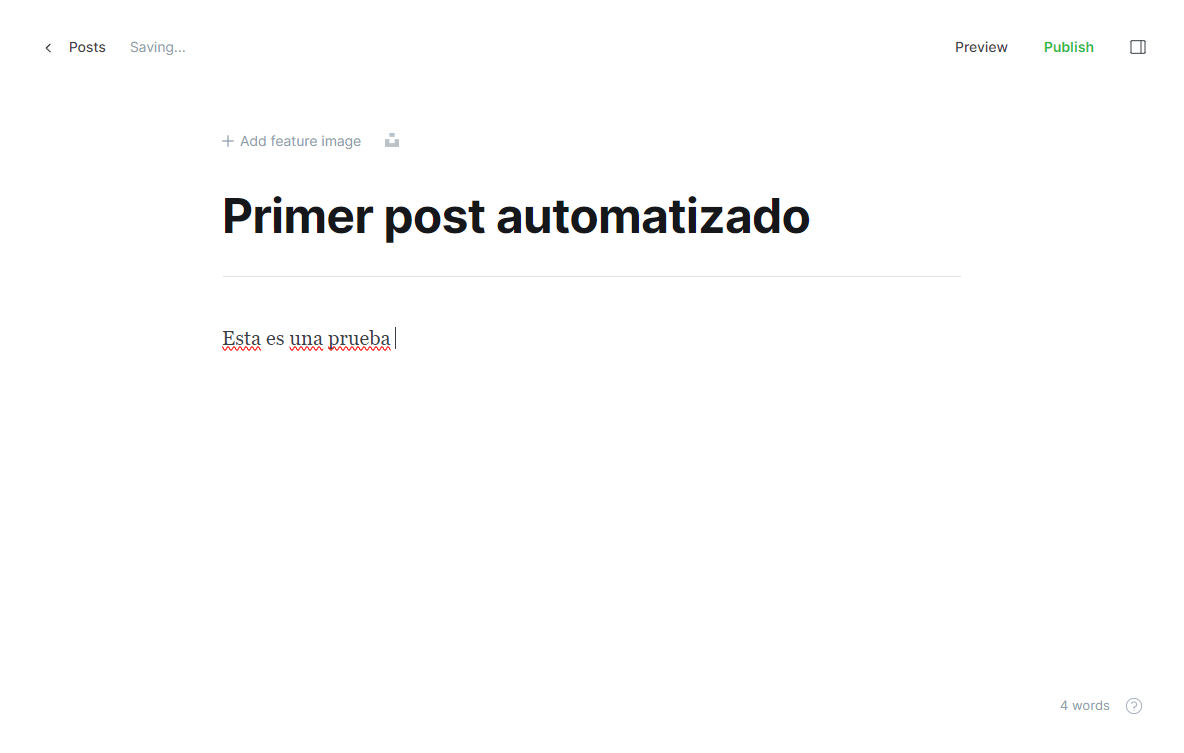 Posts Saving... Preview Publish
Add feature image
Primer post automatizado
Esta es una prueba
4 words ?